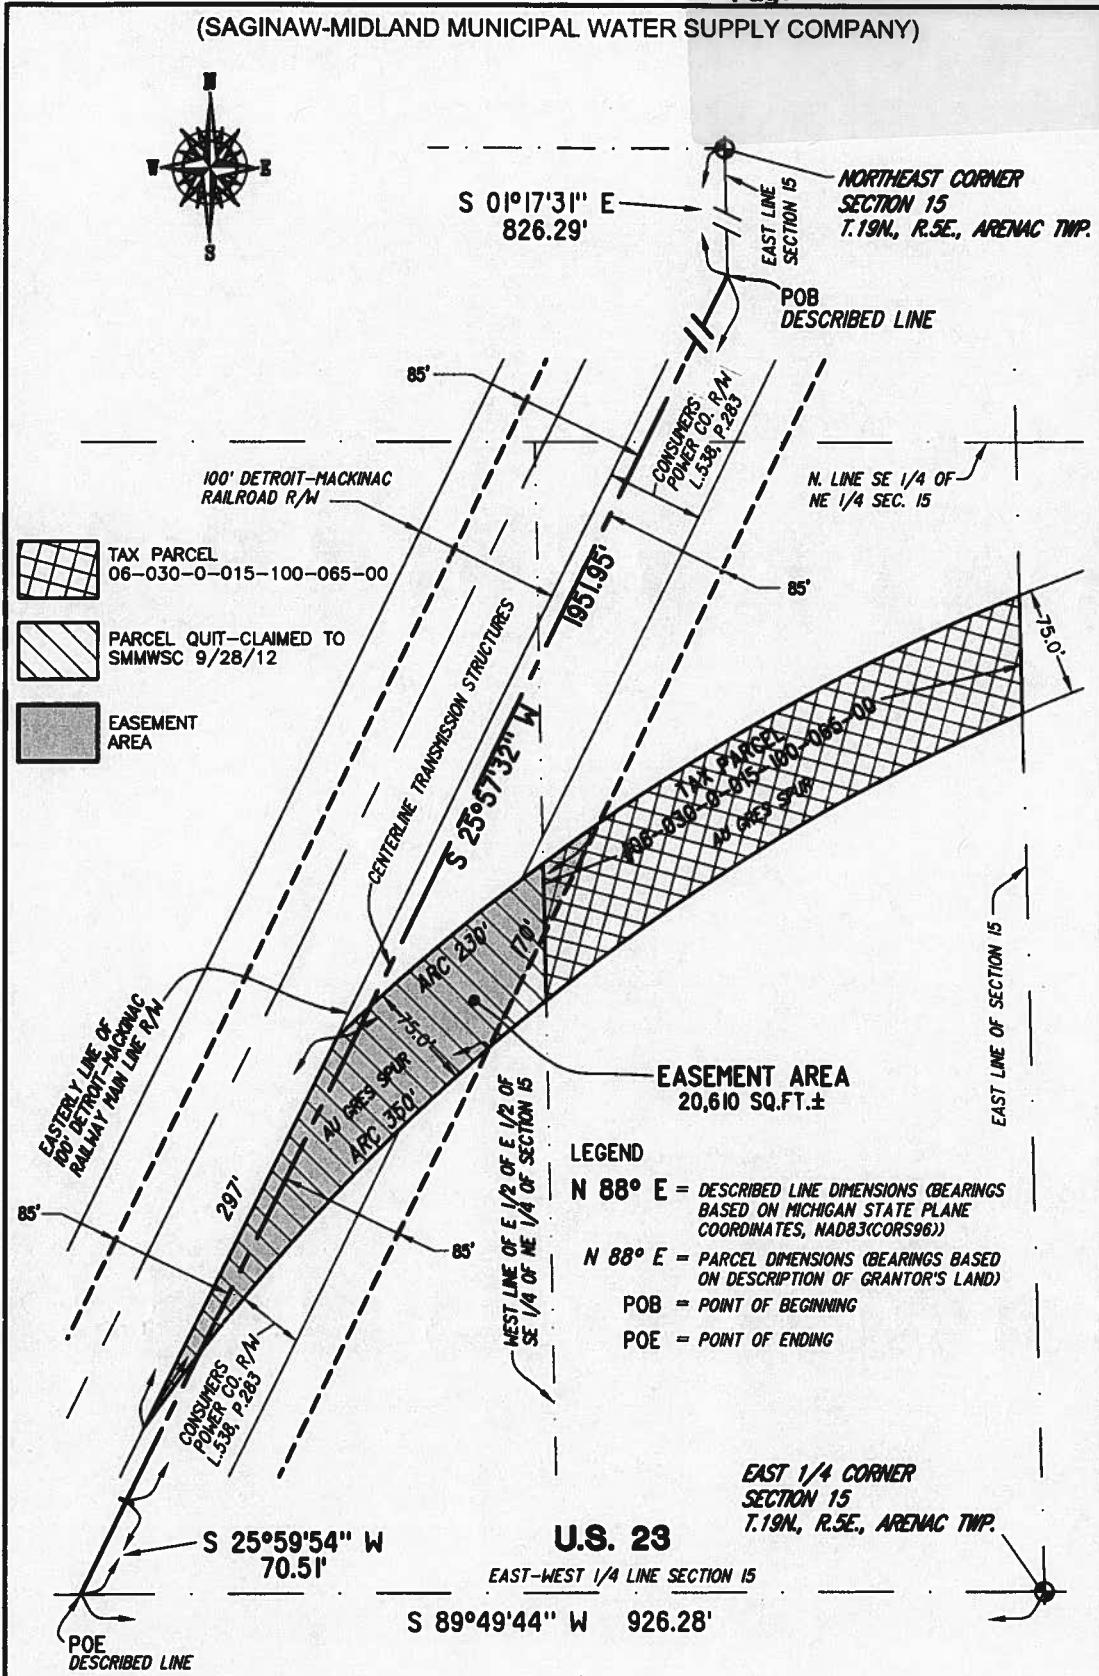 (SAGINAW-MIDLAND MUNICIPAL WATER SUPPLY COMPANY)
N
W
E
S
S 01°17'31" E
826.29'
EAST LINE
SECTION 15
NORTHEAST CORNER
SECTION 15
T.19N., R.5E., ARENAC TWP.
POB
DESCRIBED LINE
85'
CONSUMERS
POWER CO. R/W
L.538, P.283
100' DETROIT-MACKINAC
RAILROAD R/W
N. LINE SE 1/4 OF
NE 1/4 SEC. 15
TAX PARCEL
06-030-0-015-100-065-00
PARCEL QUIT-CLAIMED TO
SMMWSC 9/28/12
EASEMENT
AREA
85'
1951.95'
S 25°57'32" W
CENTERLINE TRANSMISSION STRUCTURES
75.0'
TAX PARCEL
#06-030-0-015-100-065-00
AU GRES SPUR
ARC 230'
170'
75.0'
AU GRES SPUR
ARC 350'
EASTERLY LINE OF
100' DETROIT-MACKINAC
RAILWAY MAIN LINE R/W
EAST LINE OF SECTION 15
EASEMENT AREA
20,610 SQ.FT.±
WEST LINE OF E 1/2 OF E 1/2 OF
SE 1/4 OF NE 1/4 OF SECTION 15
297'
85'
85'
LEGEND
N 88° E = DESCRIBED LINE DIMENSIONS (BEARINGS
BASED ON MICHIGAN STATE PLANE
COORDINATES, NAD83(CORS96))
N 88° E = PARCEL DIMENSIONS (BEARINGS BASED
ON DESCRIPTION OF GRANTOR'S LAND)
POB = POINT OF BEGINNING
POE = POINT OF ENDING
CONSUMERS
POWER CO. R/W
L.538, P.283
EAST 1/4 CORNER
SECTION 15
T.19N., R.5E., ARENAC TWP.
S 25°59'54" W
70.51'
U.S. 23
EAST-WEST 1/4 LINE SECTION 15
S 89°49'44" W 926.28'
POE
DESCRIBED LINE